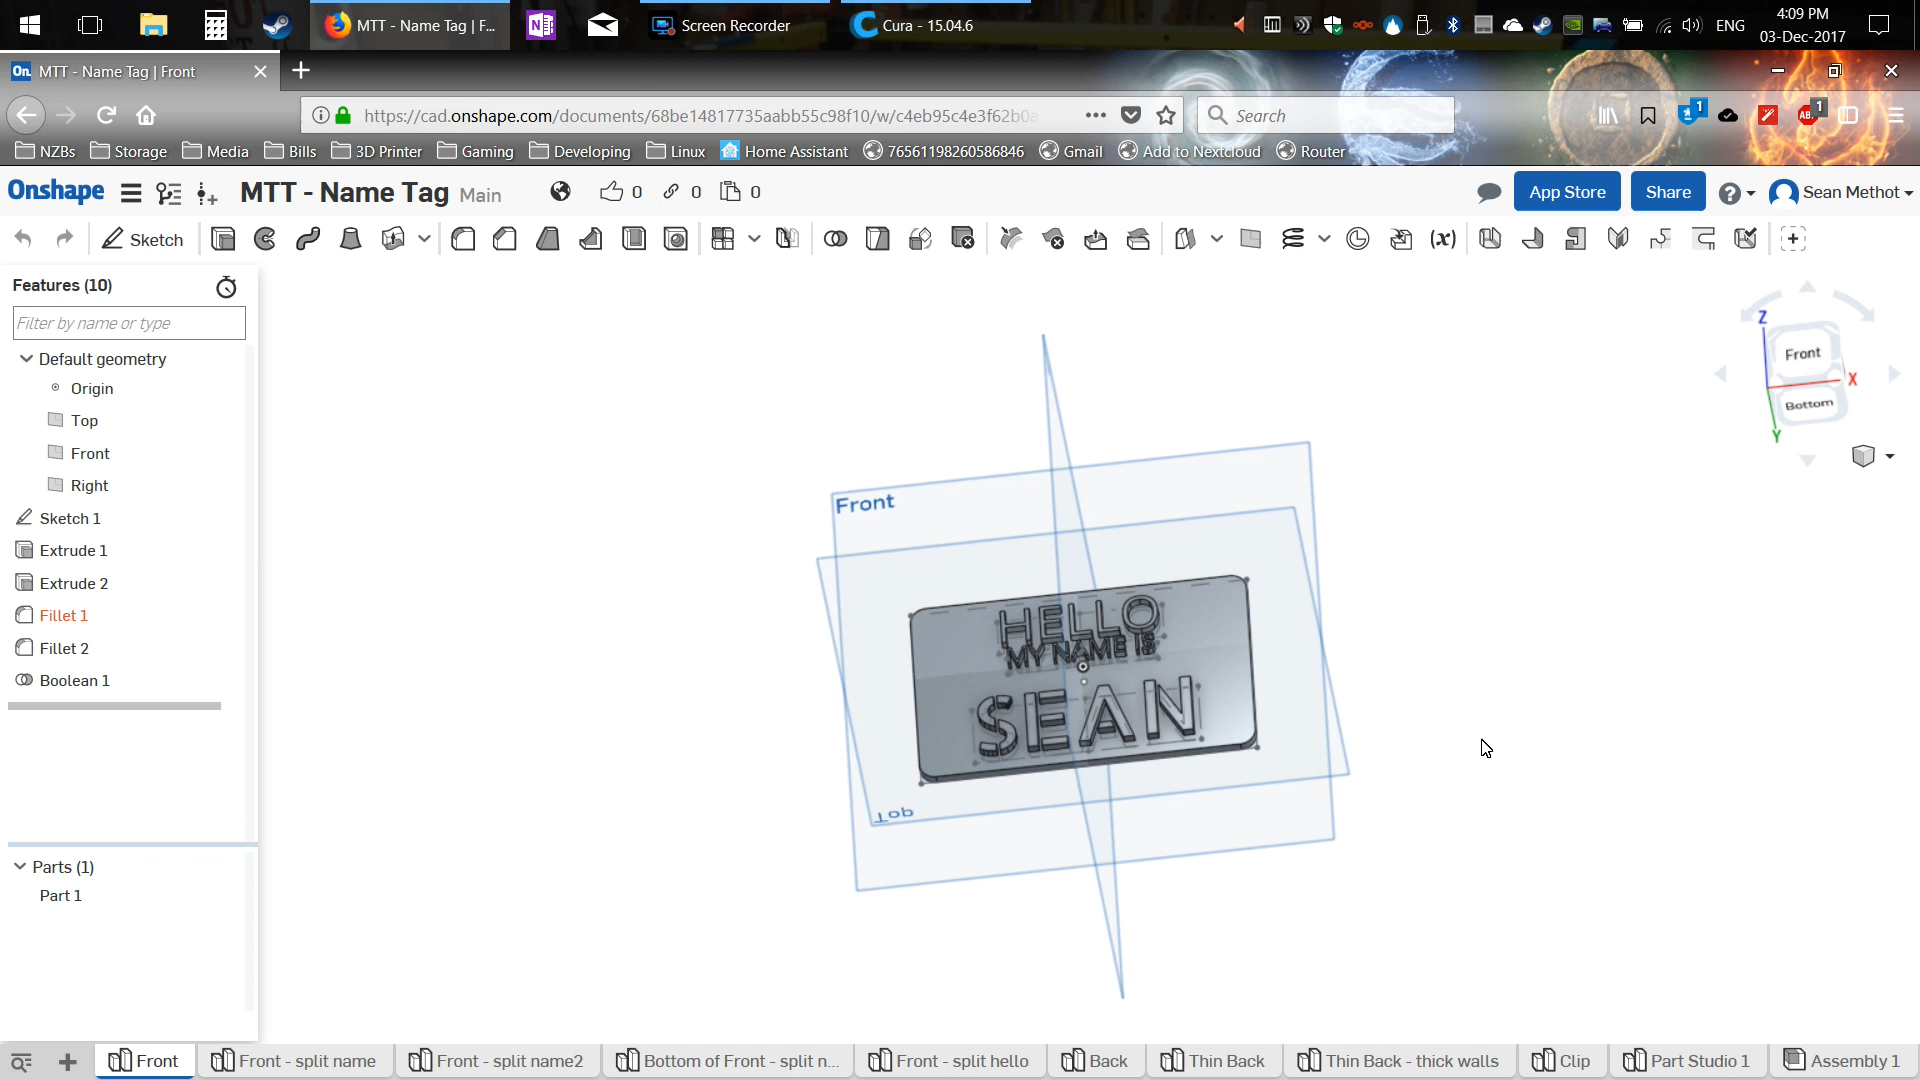 MTT - Name Tag | F...
Screen Recorder
Cura - 15.04.6
ENG
4:09 PM
03-Dec-2017
On MTT - Name Tag | Front
https://cad.onshape.com/documents/68be14817735aabb55c98f10/w/c4eb95c4e3f62b0a
Search
1
1
NZBs
Storage
Media
Bills
3D Printer
Gaming
Developing
Linux
Home Assistant
76561198260586846
Gmail
Add to Nextcloud
Router
Onshape
MTT - Name Tag Main
0
0
0
App Store
Share
Sean Methot
Sketch
(x)
Features (10)
Filter by name or type
Default geometry
Origin
Top
Front
Right
Sketch 1
Extrude 1
Extrude 2
Fillet 1
Fillet 2
Boolean 1
Parts (1)
Part 1
Front
HELLO
MY NAME IS
SEAN
Top
Z
Front
X
Bottom
Y
Front
Front - split name
Front - split name2
Bottom of Front - split n...
Front - split hello
Back
Thin Back
Thin Back - thick walls
Clip
Part Studio 1
Assembly 1